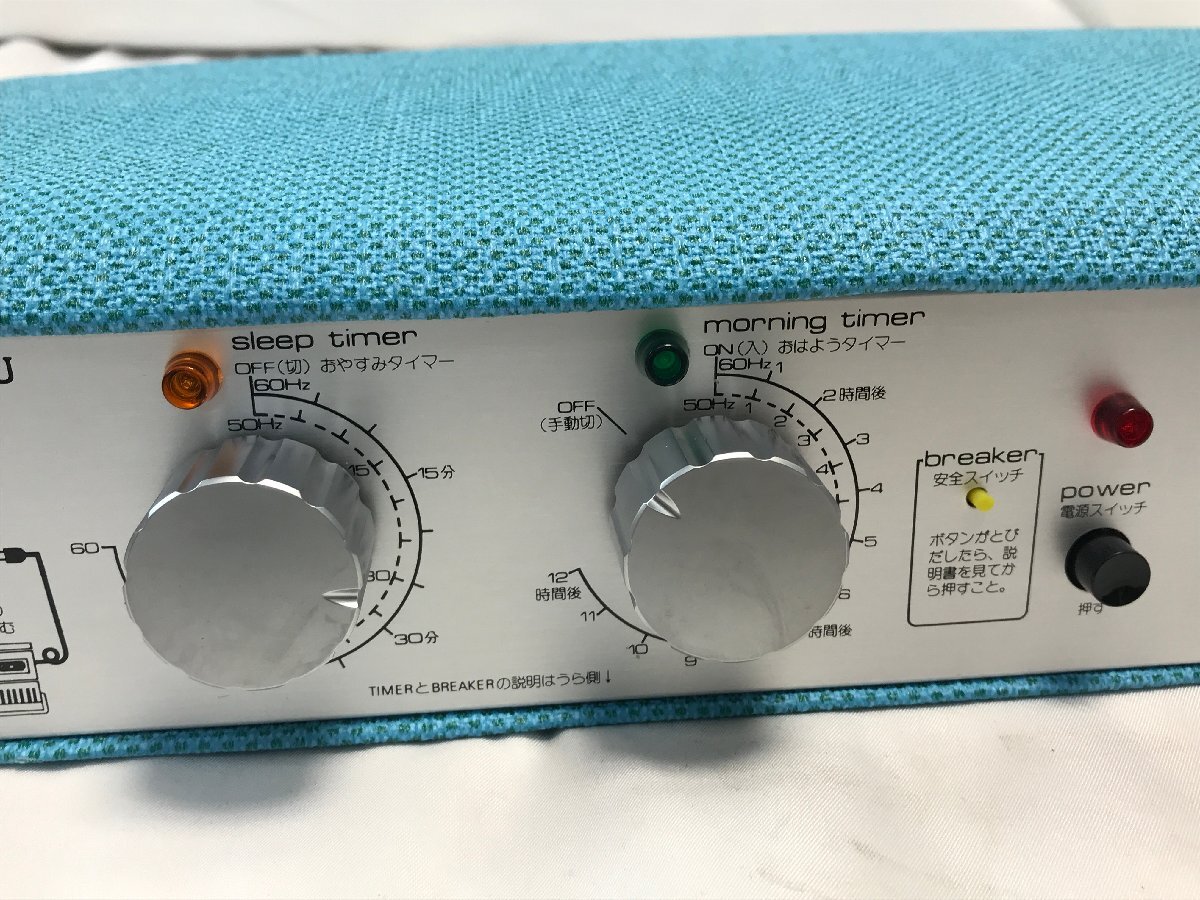 sleep timer
OFF(切) おやすみタイマー
60Hz
50Hz
15
15分
30
30分
60
む
morning timer
ON(入) おはようタイマー
60Hz
1
2時間後
3
4
5
6
時間後
9
10
11
12
時間後
50Hz
1
2
3
4
OFF
(手動切)
breaker
安全スイッチ
ボタンがとび
だしたら、説
明書を見てか
ら押すこと。
power
電源スイッチ
押す
TIMERとBREAKERの説明はうら側↓